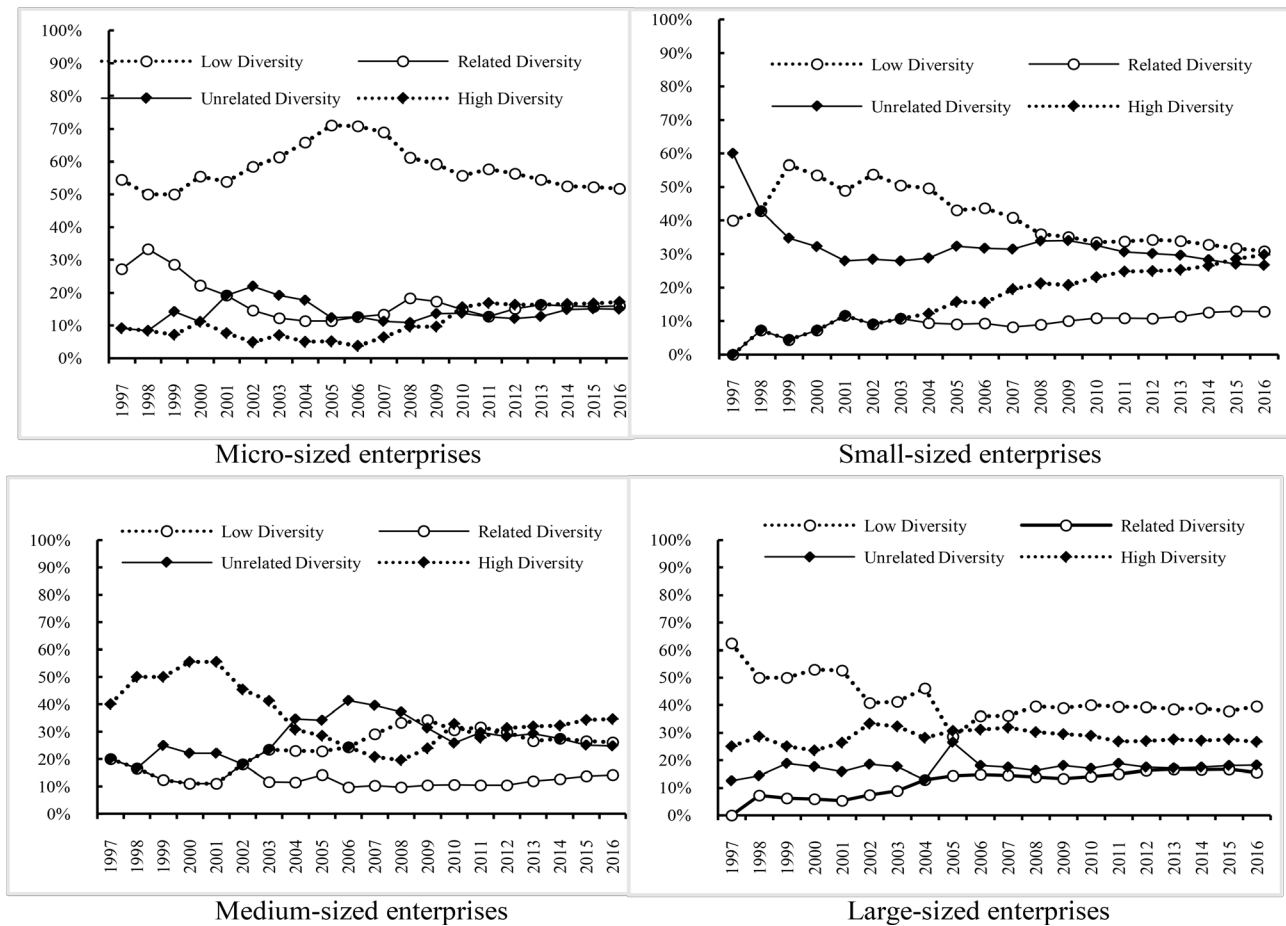 100%
90%
80%
70%
60%
50%
40%
30%
20%
10%
0%
Low Diversity Related Diversity
Unrelated Diversity High Diversity
1997 1998 1999 2000 2001 2002 2003 2004 2005 2006 2007 2008 2009 2010 2011 2012 2013 2014 2015 2016
Micro-sized enterprises
100%
90%
80%
70%
60%
50%
40%
30%
20%
10%
0%
Low Diversity Related Diversity
Unrelated Diversity High Diversity
1997 1998 1999 2000 2001 2002 2003 2004 2005 2006 2007 2008 2009 2010 2011 2012 2013 2014 2015 2016
Small-sized enterprises
Low Diversity Related Diversity
Unrelated Diversity High Diversity
100%
90%
80%
70%
60%
50%
40%
30%
20%
10%
0%
1997 1998 1999 2000 2001 2002 2003 2004 2005 2006 2007 2008 2009 2010 2011 2012 2013 2014 2015 2016
Medium-sized enterprises
Low Diversity Related Diversity
Unrelated Diversity High Diversity
100%
90%
80%
70%
60%
50%
40%
30%
20%
10%
0%
1997 1998 1999 2000 2001 2002 2003 2004 2005 2006 2007 2008 2009 2010 2011 2012 2013 2014 2015 2016
Large-sized enterprises